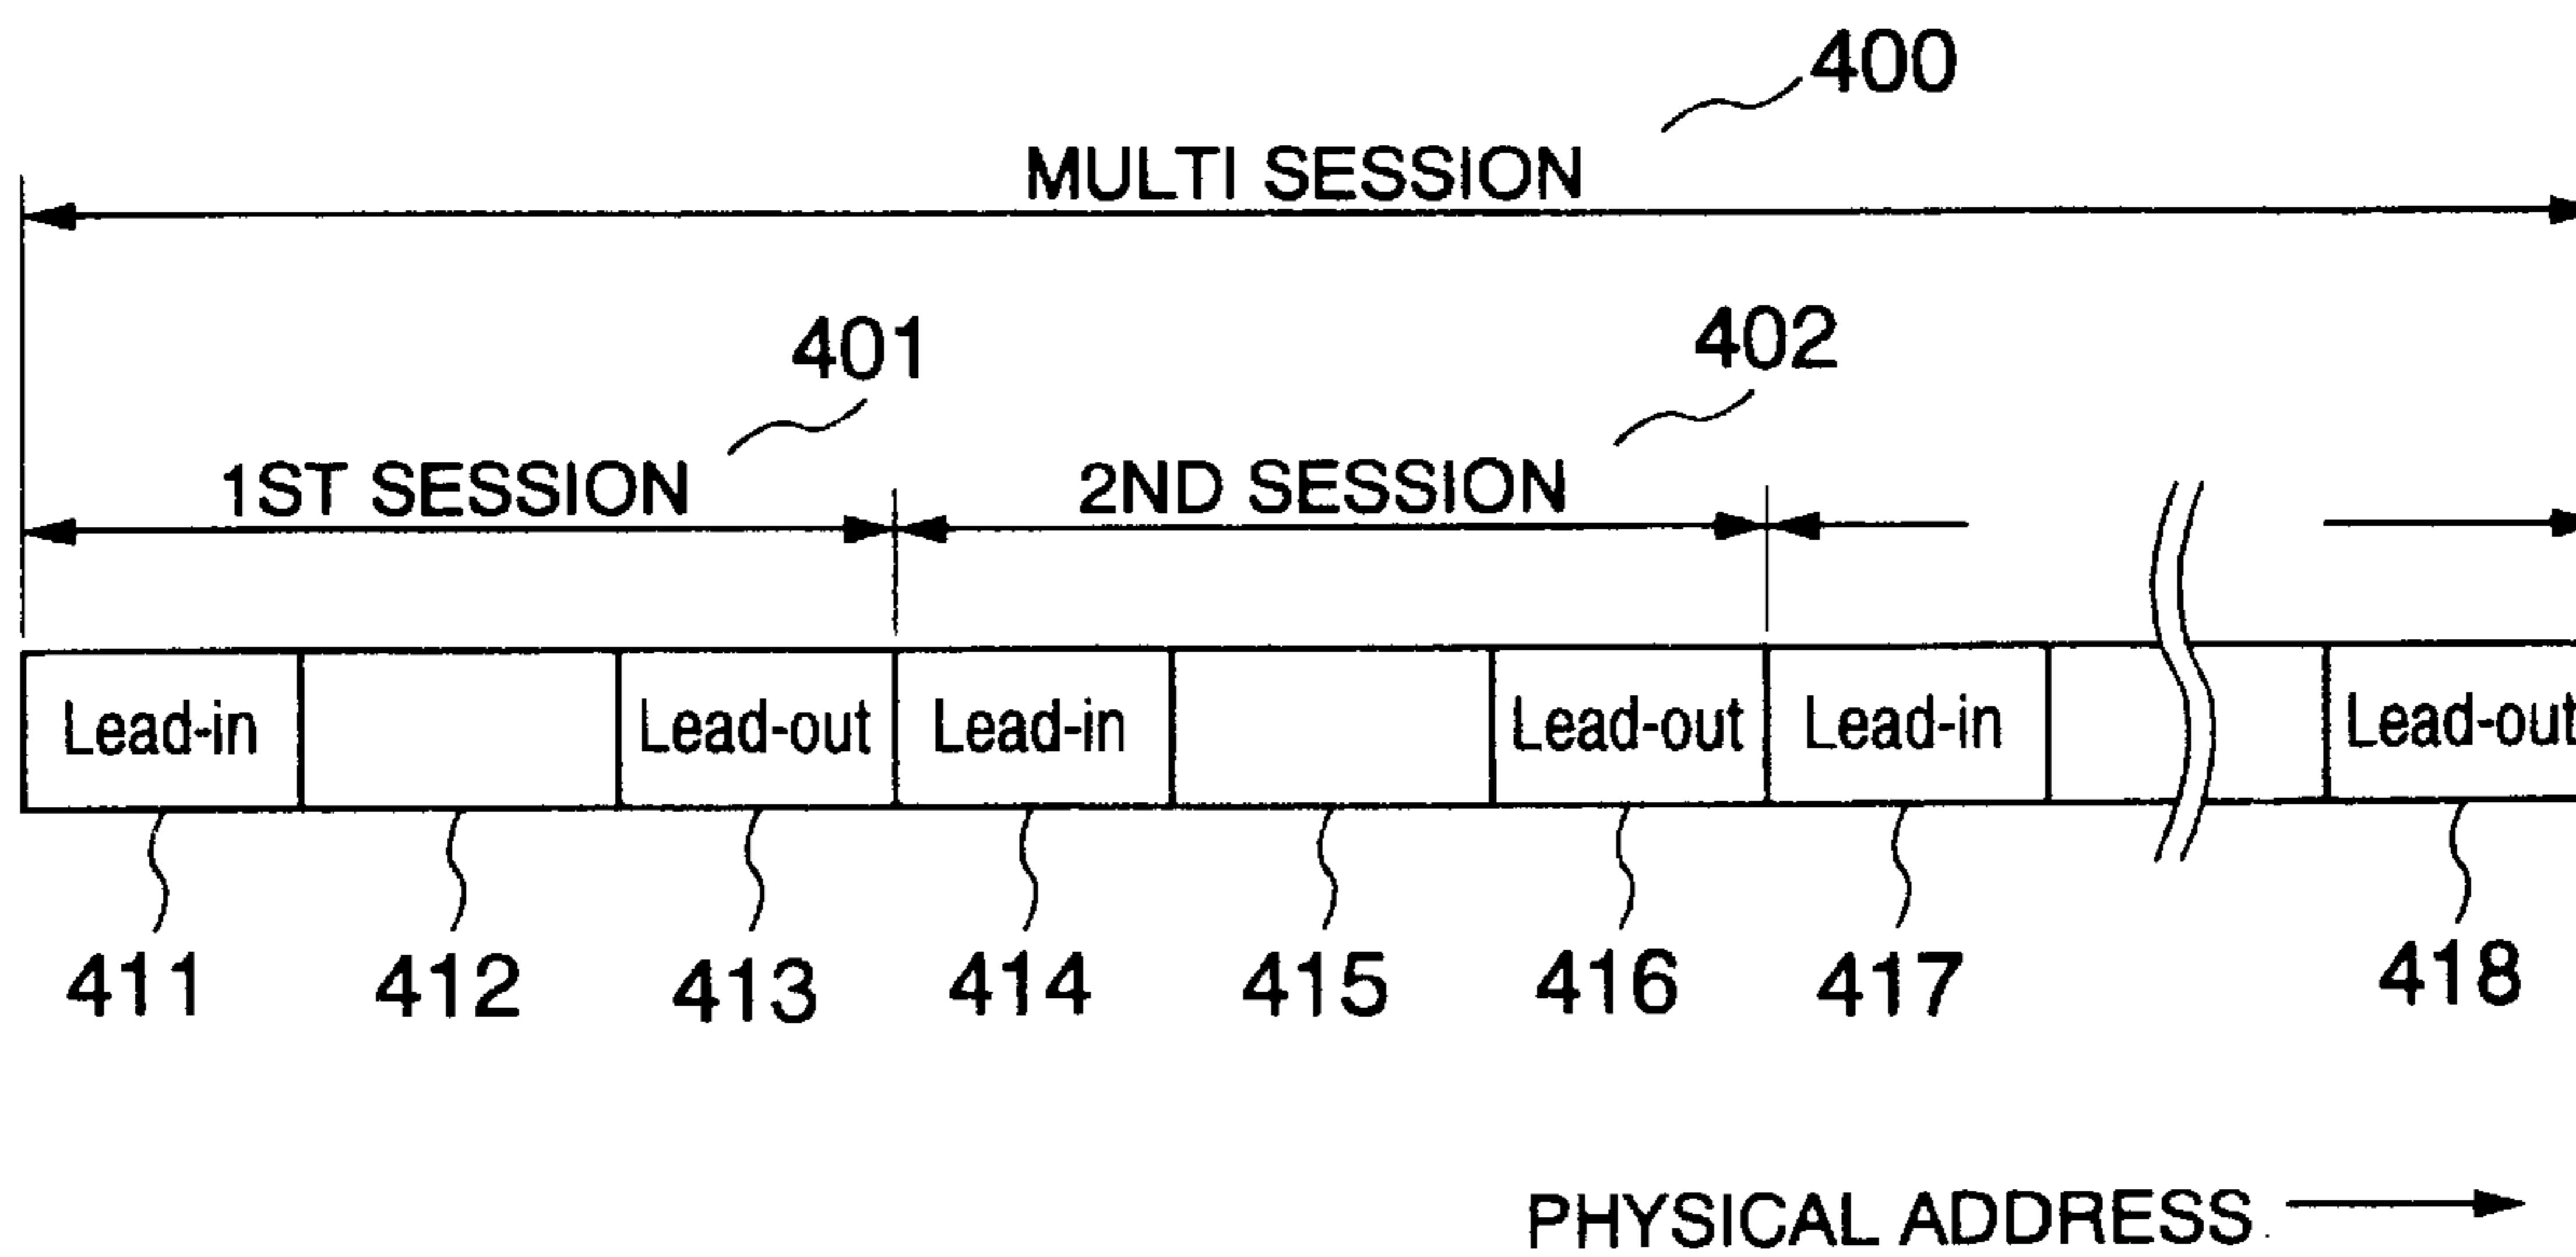 400
MULTI SESSION
401
402
1ST SESSION
2ND SESSION
Lead-in Lead-out Lead-in Lead-out Lead-in Lead-out
411 412 413 414 415 416 417 418
PHYSICAL ADDRESS